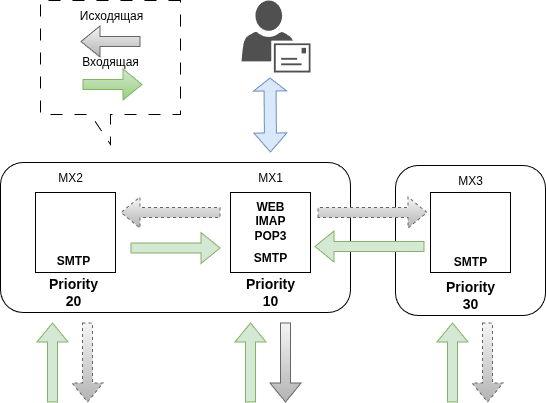 Исходящая
Входящая
MX2
MX1
MX3
WEB
IMAP
POP3
SMTP
SMTP
SMTP
Priority
20
Priority
10
Priority
30